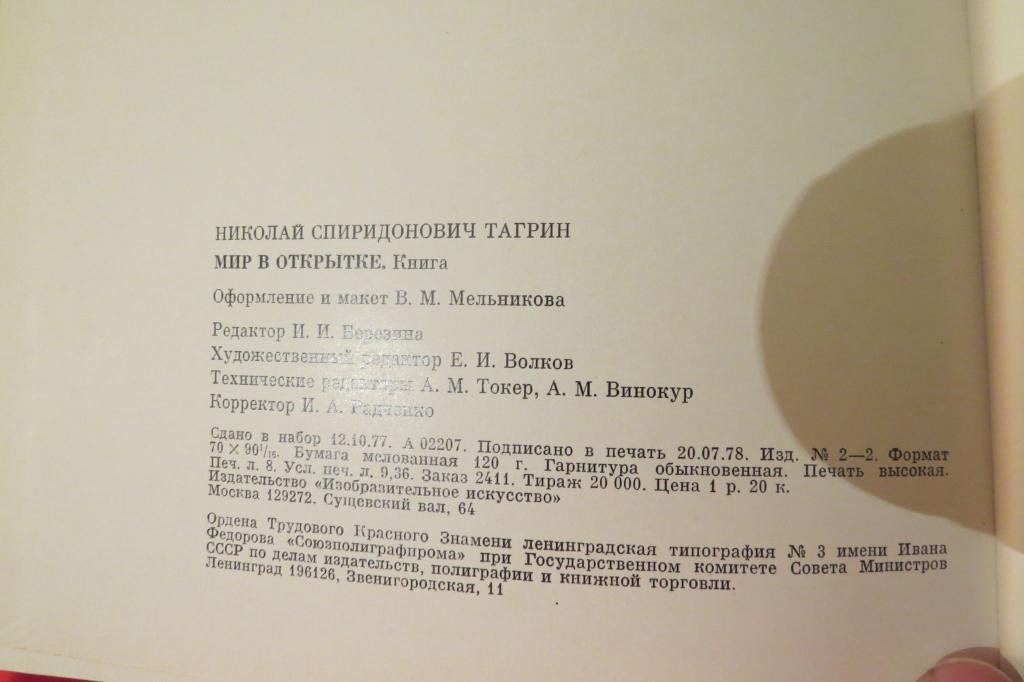 НИКОЛАЙ СПИРИДОНОВИЧ ТАГРИН
МИР В ОТКРЫТКЕ. Книга
Оформление и макет В. М. Мельникова
Редактор И. И. Березина
Художественный редактор Е. И. Волков
Технические редакторы А. М. Токер, А. М. Винокур
Корректор И. А. Радченко
Сдано в набор 12.10.77. А 02207. Подписано в печать 20.07.78. Изд. № 2—2. Формат
70 × 90¹/₁₆. Бумага мелованная 120 г. Гарнитура обыкновенная. Печать высокая.
Печ. л. 8. Усл. печ. л. 9,36. Заказ 2411. Тираж 20 000. Цена 1 р. 20 к.
Издательство «Изобразительное искусство»
Москва 129272. Сущевский вал, 64
Ордена Трудового Красного Знамени ленинградская типография № 3 имени Ивана
Федорова «Союзполиграфпрома» при Государственном комитете Совета Министров
СССР по делам издательств, полиграфии и книжной торговли.
Ленинград 196126, Звенигородская, 11